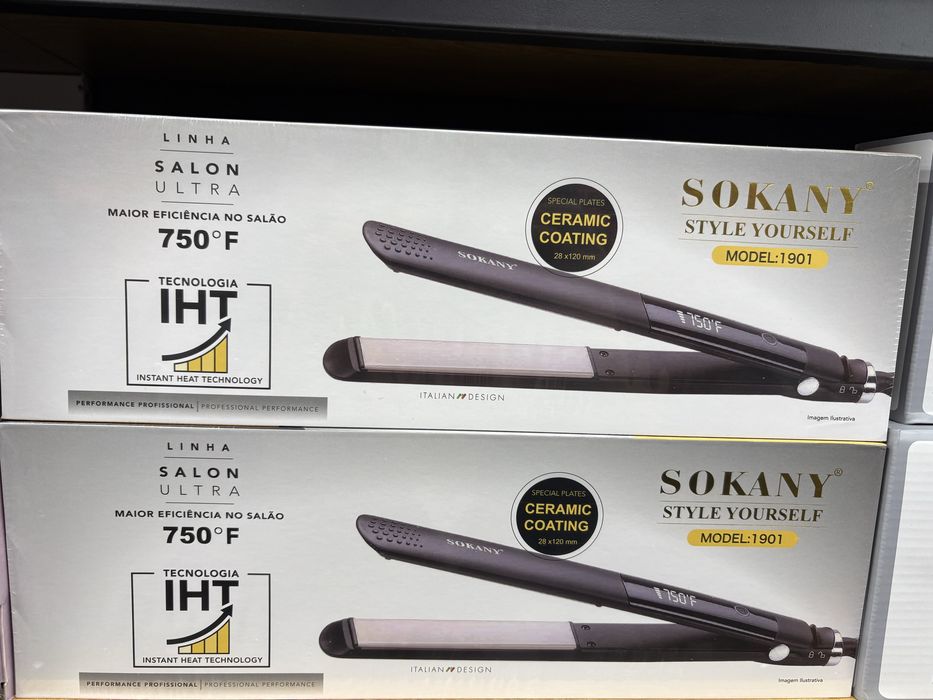 LINHA
SALON
ULTRA
MAIOR EFICIÊNCIA NO SALÃO
750°F
TECNOLOGIA
IHT
INSTANT HEAT TECHNOLOGY
PERFORMANCE PROFISSIONAL | PROFESSIONAL PERFORMANCE
SPECIAL PLATES
CERAMIC
COATING
28 x120 mm
SOKANY®
STYLE YOURSELF
MODEL:1901
SOKANY
750°F
ITALIAN DESIGN
Imagem Ilustrativa
LINHA
SALON
ULTRA
MAIOR EFICIÊNCIA NO SALÃO
750°F
TECNOLOGIA
IHT
INSTANT HEAT TECHNOLOGY
PERFORMANCE PROFISSIONAL | PROFESSIONAL PERFORMANCE
SPECIAL PLATES
CERAMIC
COATING
28 x120 mm
SOKANY®
STYLE YOURSELF
MODEL:1901
SOKANY
750°F
ITALIAN DESIGN
Imagem Ilustrativa